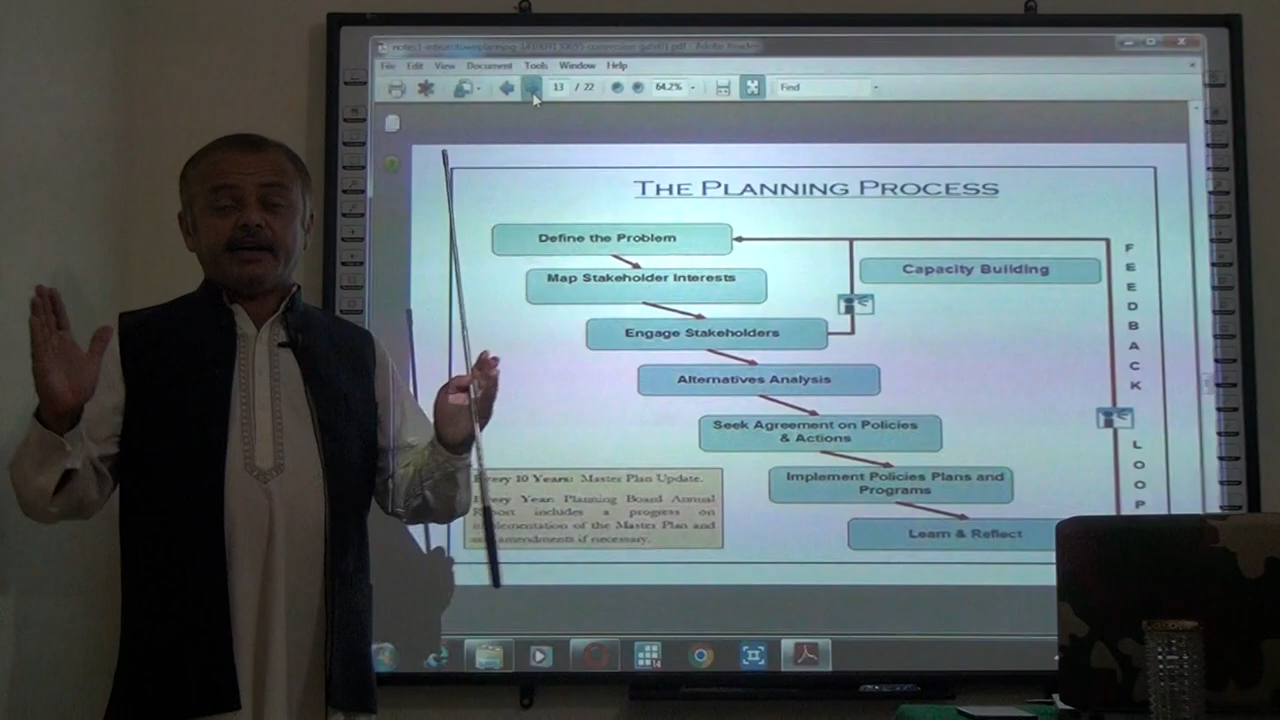 File Edit View Document Tools Window Help
13 / 22 64.2% Find
THE PLANNING PROCESS
Define the Problem
Map Stakeholder Interests
Capacity Building
Engage Stakeholders
Alternatives Analysis
Seek Agreement on Policies
& Actions
Implement Policies Plans and
Programs
Learn & Reflect
FEEDBACK
LOOP
Every 10 Years: Master Plan Update.
Every Year: Planning Board Annual
Report includes a progress on
implementation of the Master Plan and
amendments if necessary.
14